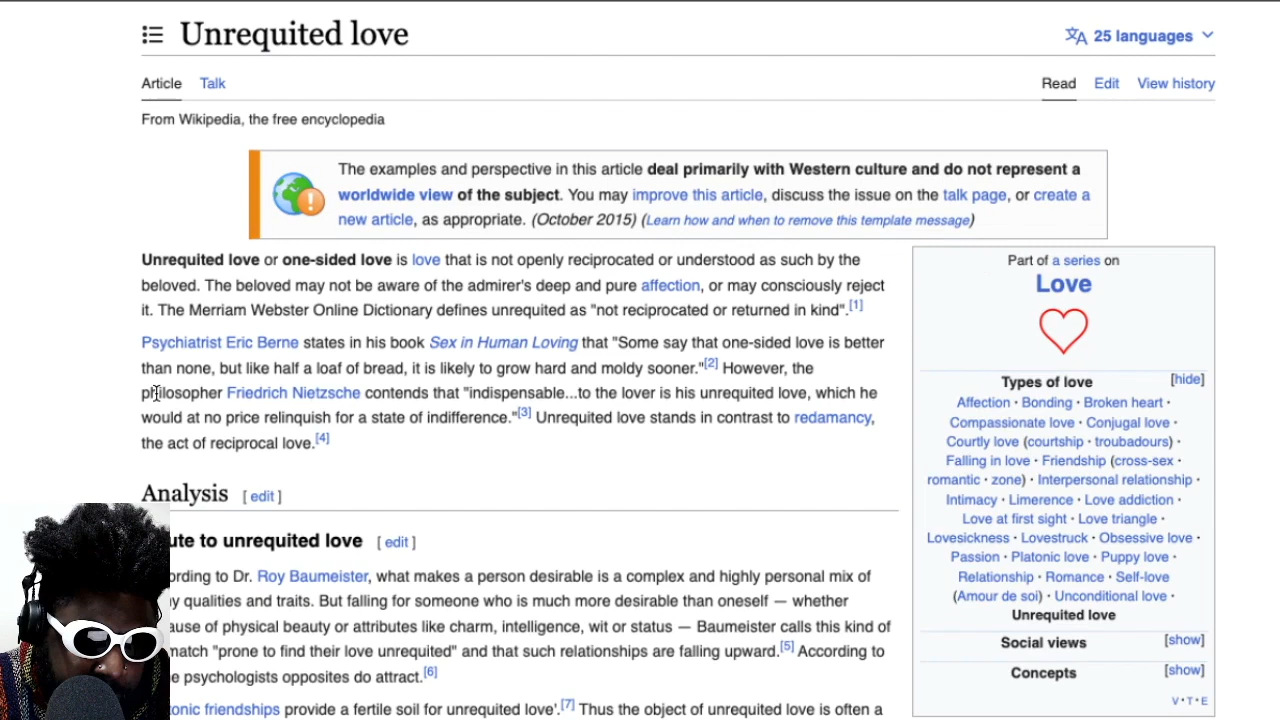 Unrequited love
25 languages
Article Talk
Read Edit View history
From Wikipedia, the free encyclopedia
The examples and perspective in this article deal primarily with Western culture and do not represent a
worldwide view of the subject. You may improve this article, discuss the issue on the talk page, or create a
new article, as appropriate. (October 2015) (Learn how and when to remove this template message)
Unrequited love or one-sided love is love that is not openly reciprocated or understood as such by the
beloved. The beloved may not be aware of the admirer's deep and pure affection, or may consciously reject
it. The Merriam Webster Online Dictionary defines unrequited as "not reciprocated or returned in kind".[1]
Psychiatrist Eric Berne states in his book Sex in Human Loving that "Some say that one-sided love is better
than none, but like half a loaf of bread, it is likely to grow hard and moldy sooner."[2] However, the
philosopher Friedrich Nietzsche contends that "indispensable...to the lover is his unrequited love, which he
would at no price relinquish for a state of indifference."[3] Unrequited love stands in contrast to redamancy,
the act of reciprocal love.[4]
Analysis [ edit ]
to unrequited love [ edit ]
to Dr. Roy Baumeister, what makes a person desirable is a complex and highly personal mix of
qualities and traits. But falling for someone who is much more desirable than oneself — whether
of physical beauty or attributes like charm, intelligence, wit or status — Baumeister calls this kind of
"prone to find their love unrequited" and that such relationships are falling upward.[5] According to
psychologists opposites do attract.[6]
friendships provide a fertile soil for unrequited love'.[7] Thus the object of unrequited love is often a
Part of a series on
Love
Types of love [hide]
Affection · Bonding · Broken heart ·
Compassionate love · Conjugal love ·
Courtly love (courtship · troubadours) ·
Falling in love · Friendship (cross-sex ·
romantic · zone) · Interpersonal relationship ·
Intimacy · Limerence · Love addiction ·
Love at first sight · Love triangle ·
Lovesickness · Lovestruck · Obsessive love ·
Passion · Platonic love · Puppy love ·
Relationship · Romance · Self-love
(Amour de soi) · Unconditional love ·
Unrequited love
Social views [show]
Concepts [show]
V · T · E